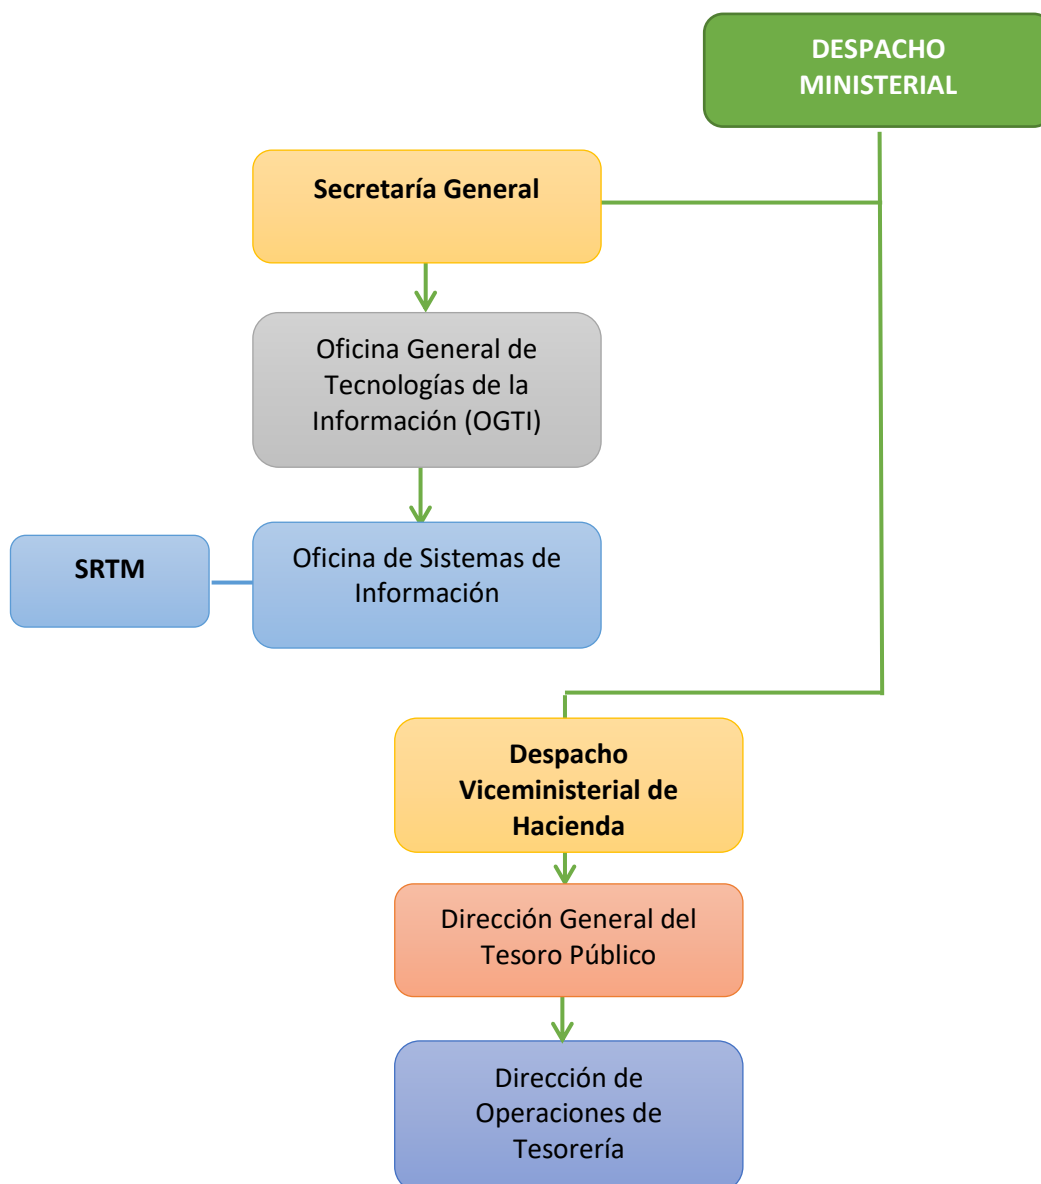 DESPACHO
MINISTERIAL
Secretaría General
Oficina General de
Tecnologías de la
Información (OGTI)
SRTM
Oficina de Sistemas de
Información
Despacho
Viceministerial de
Hacienda
Dirección General del
Tesoro Público
Dirección de
Operaciones de
Tesorería